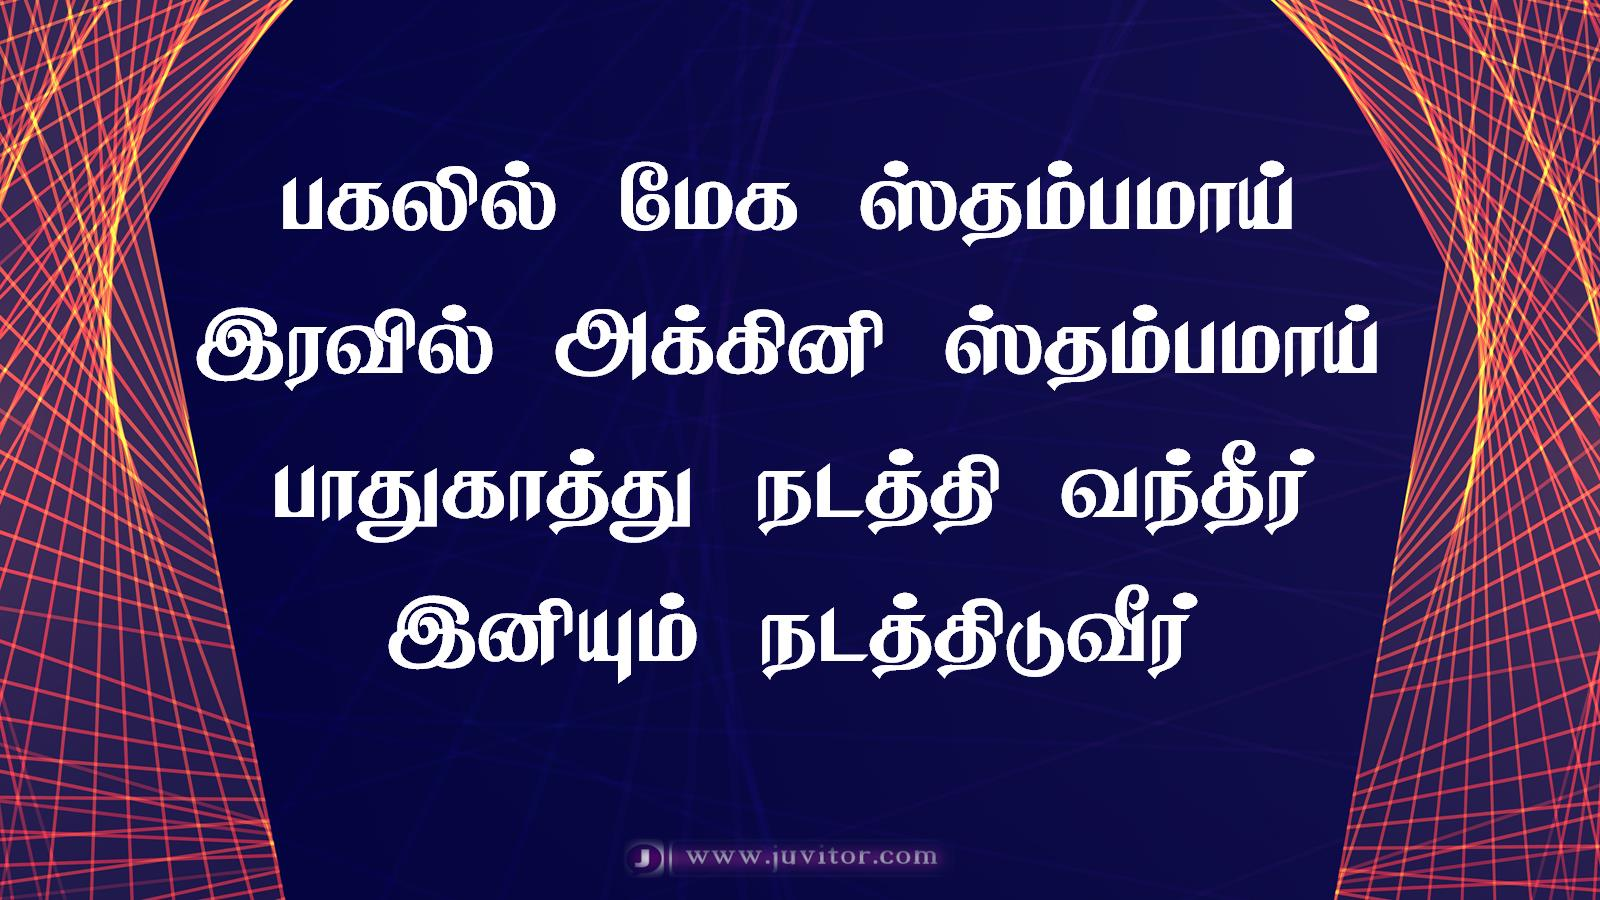 பகலில் மேக ஸ்தம்பமாய்
இரவில் அக்கினி ஸ்தம்பமாய்
பாதுகாத்து நடத்தி வந்தீர்
இனியும் நடத்திடுவீர்
J www.juvitor.com